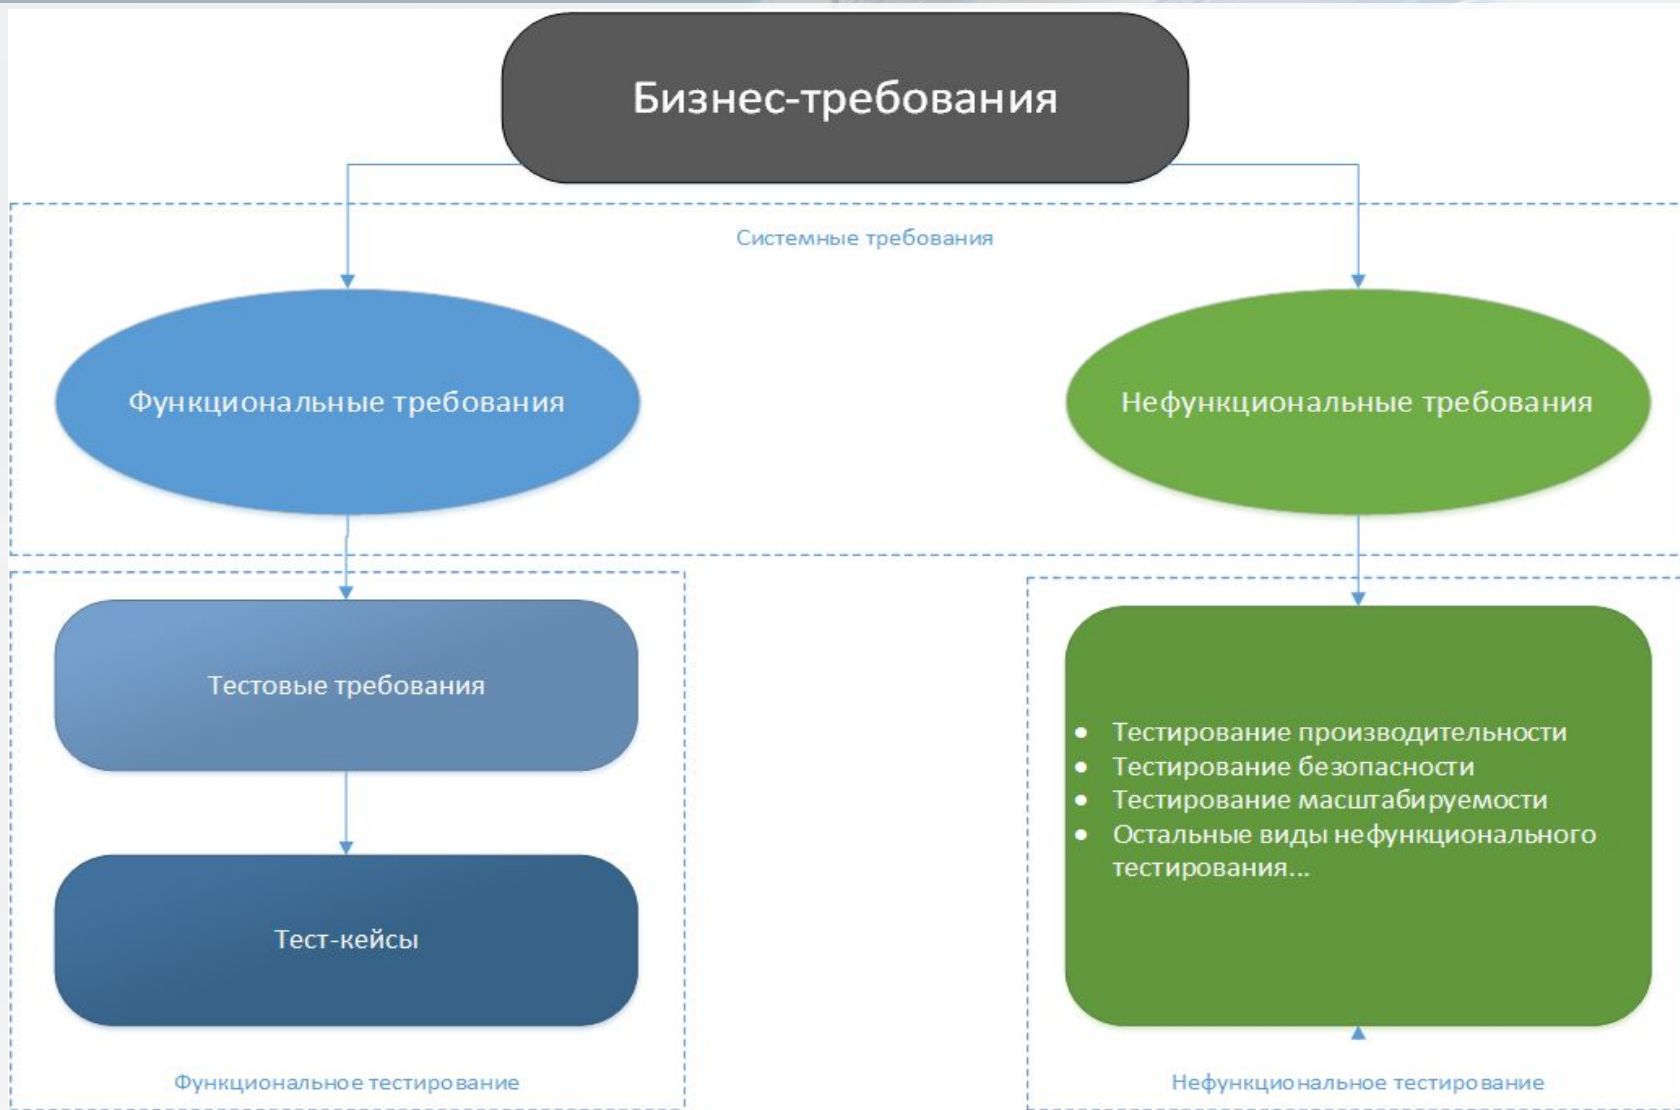 Бизнес-требования
Системные требования
Функциональные требования
Нефункциональные требования
Тестовые требования
Тест-кейсы
Функциональное тестирование
• Тестирование производительности
• Тестирование безопасности
• Тестирование масштабируемости
• Остальные виды нефункционального
тестирования...
Нефункциональное тестирование